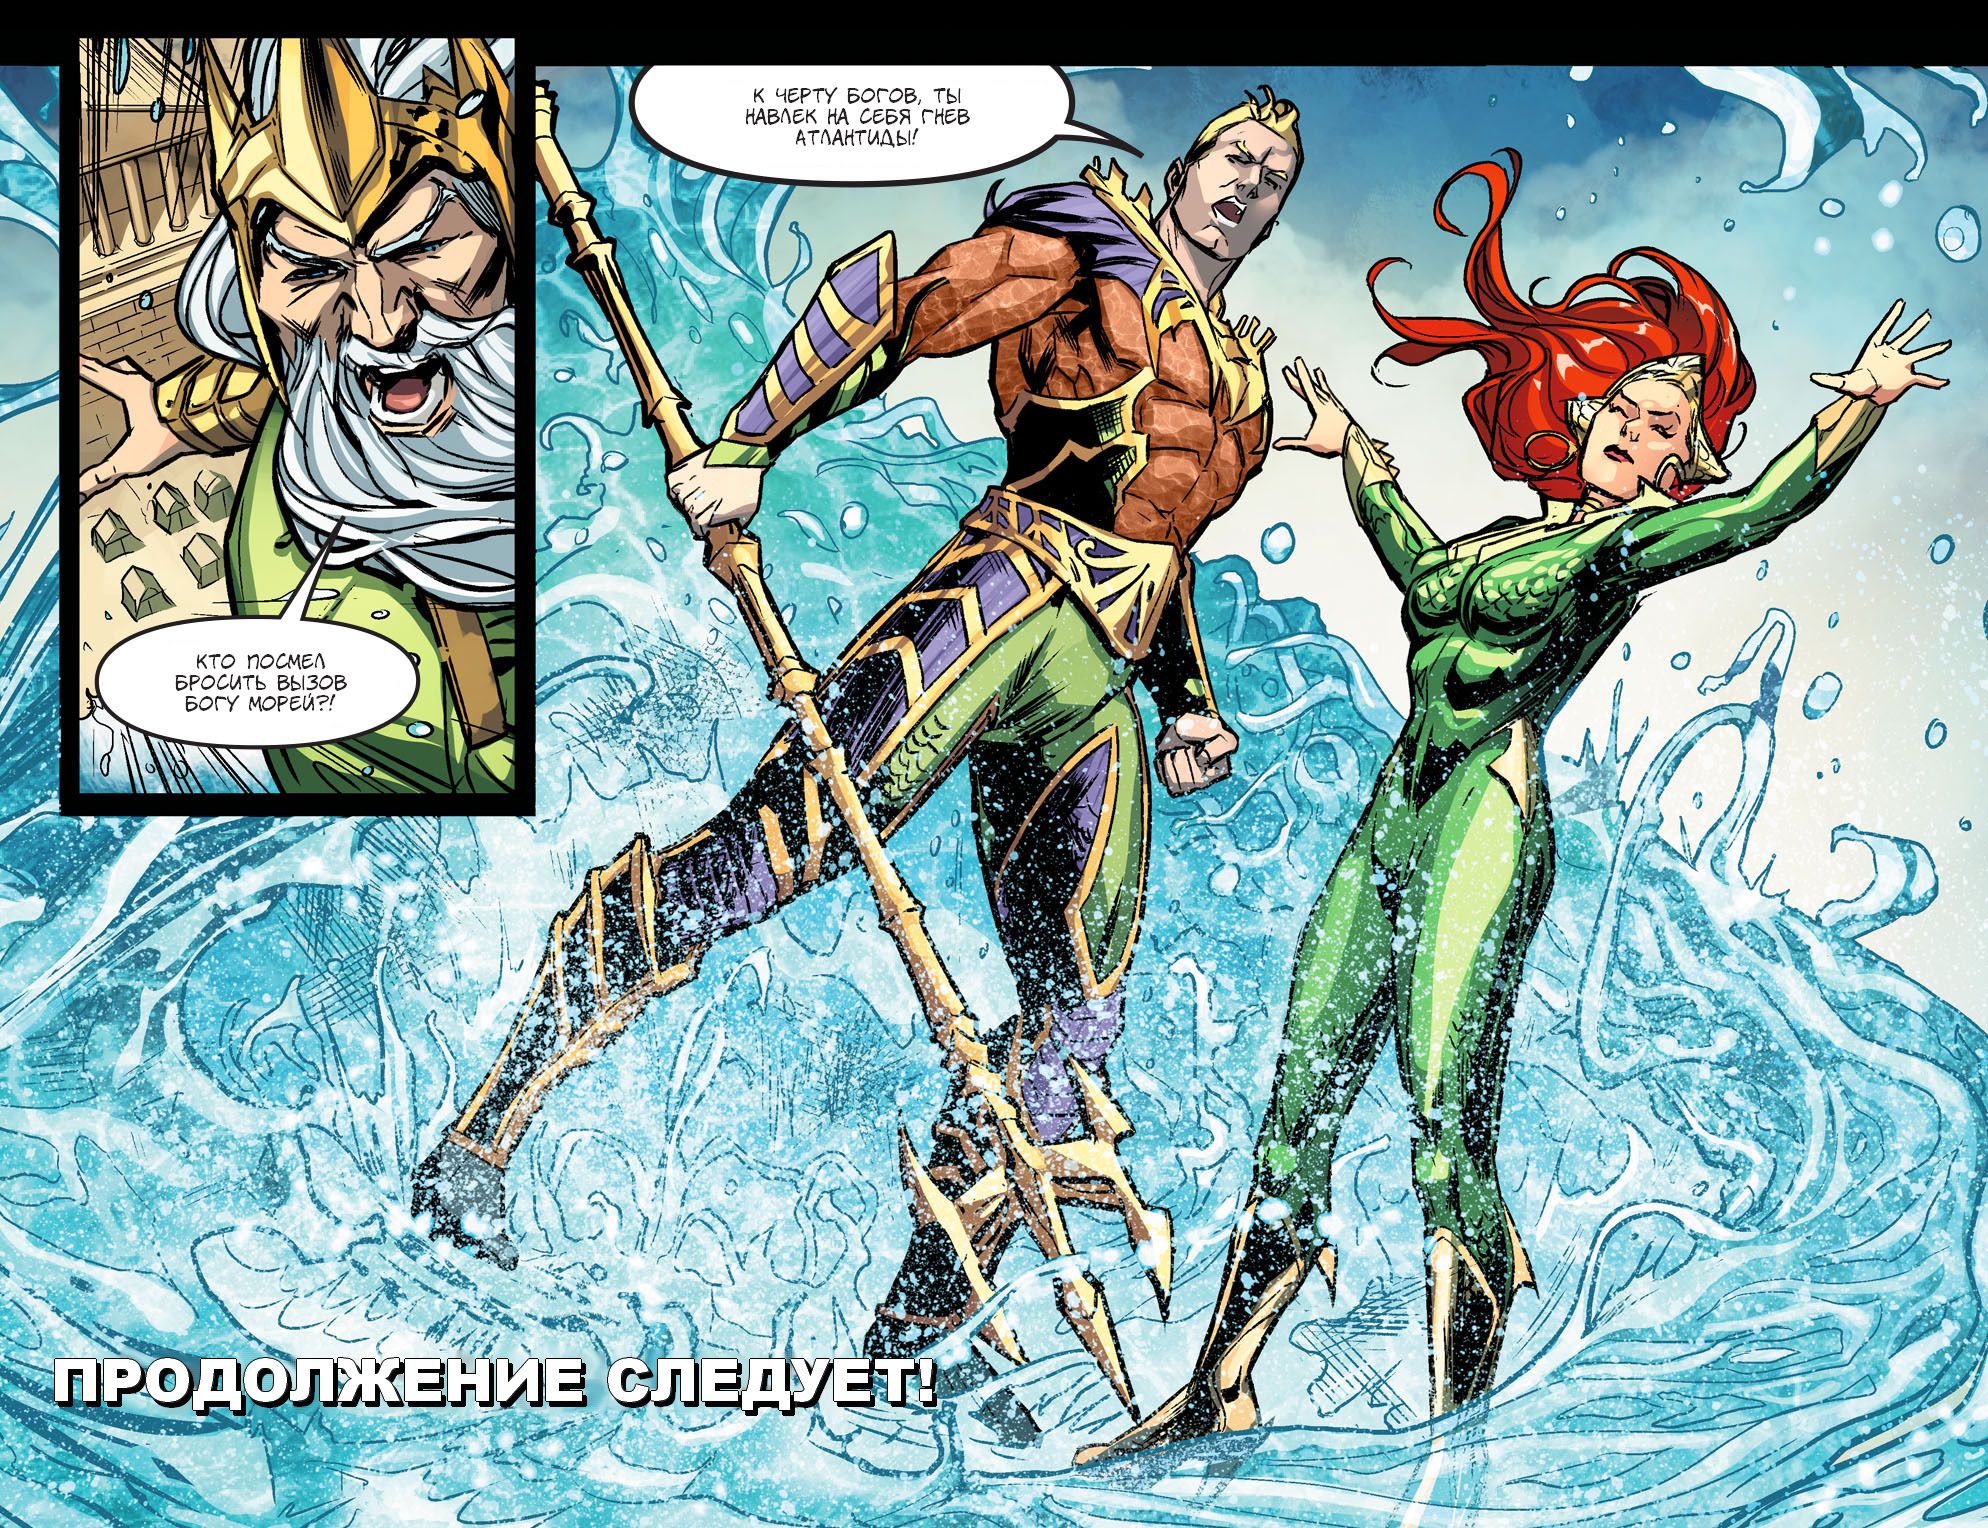 КТО ПОСМЕЛ
БРОСИТЬ ВЫЗОВ
БОГУ МОРЕЙ?!
К ЧЕРТУ БОГОВ, ТЫ
НАВЛЕК НА СЕБЯ ГНЕВ
АТЛАНТИДЫ!
ПРОДОЛЖЕНИЕ СЛЕДУЕТ!